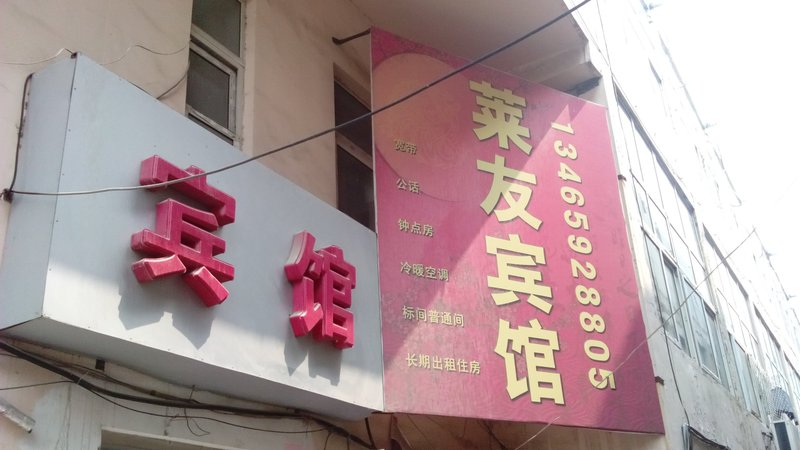 宾馆
莱友宾馆
13465928805
宽带
公话
钟点房
冷暖空调
标间普通间
长期出租住房